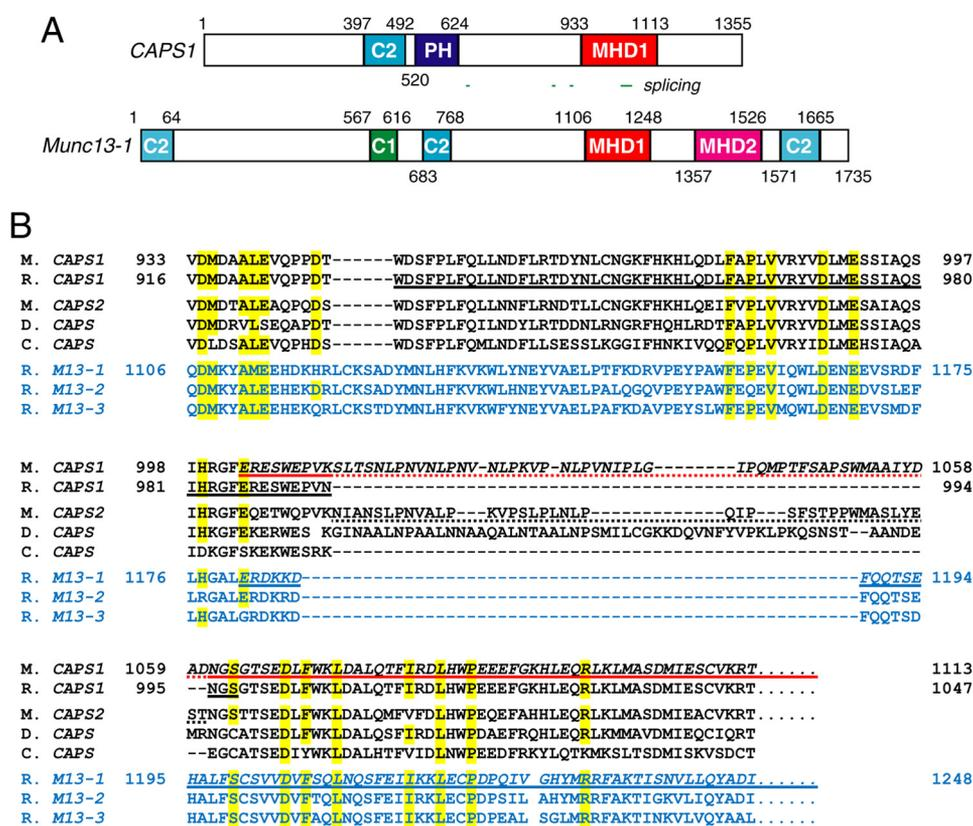 A
1 397 492 624 933 1113 1355
CAPS1 C2 PH MHD1
520 splicing
1 64 567 616 768 1106 1248 1526 1665
Munc13-1 C2 C1 C2 MHD1 MHD2 C2
683 1357 1571 1735
B
M. CAPS1 933 VDMDAALEVQPPDT------WDSFPLFQLLNDFLRTDYNLCNGKFHKHLQDLFAPLVVRYVDLMESSIAQS 997
R. CAPS1 916 VDMDAALEVQPPDT------WDSFPLFQLLNDFLRTDYNLCNGKFHKHLQDLFAPLVVRYVDLMESSIAQS 980
M. CAPS2 VDMDTALEAQPQDS------WDSFPLFQLLNNFLRNDTLLCNGKFHKHLQEIFVPLVVRYVDLMESAIAQS
D. CAPS VDMDRVLSEQAPDT------WDSFPLFQILNDYLRTDDNLRNGRFHQHLRDTFAPLVVRYVDLMESSIAQS
C. CAPS VDLDSALEVQPHDS------WDSFPLFQMLNDFLLSESSLKGGIFHNKIVQQFQPLVVRYIDLMEHSIAQA
R. M13-1 1106 QDMKYAMEEHDKHRLCKSADYMNLHFKVKWLYNEYVAELPTFKDRVPEYPAWFEPEVIQWLDENEEVSRDF 1175
R. M13-2 QDMKYALEEHEKDRLCKSADYMNLHFKVKWLHNEYVAELPALQGQVPEYPAWFEQEVIQWLDENEDVSLEF
R. M13-3 QDMKYALEEHEKQRLCKSTDYMNLHFKVKWFYNEYVAELPAFKDAVPEYSLWFEPEVMQWLDENEEVSMDF
M. CAPS1 998 IHRGFERESWEPVKSLTSNLPNVNLPNV-NLPKVP-NLPVNIPLG--------IPQMPTFSAPSWMAAIYD 1058
R. CAPS1 981 IHRGFERESWEPVN---------------------------------------------------------- 994
M. CAPS2 IHRGFEQETWQPVKNIANSLPNVALP---KVPSLPLNLP-------------QIP---SFSTPPWMASLYE
D. CAPS IHKGFEKERWES KGINAALNPAALNNAAQALNTAALNPSMILCGKKDQVNFYVPKLPKQSNST--AANDE
C. CAPS IDKGFSKEKWESRK----------------------------------------------------------
R. M13-1 1176 LHGALERDKKD------------------------------------------------------FQQTSE 1194
R. M13-2 LRGALERDKRD------------------------------------------------------FQQTSE
R. M13-3 LHGALGRDKRD------------------------------------------------------FQQTSD
M. CAPS1 1059 ADNGSGTSEDLFWKLDALQTFIRDLHWPEEEFGKHLEQRLKLMASDMIESCVKRT...... 1113
R. CAPS1 995 --NGSGTSEDLFWKLDALQTFIRDLHWPEEEFGKHLEQRLKLMASDMIESCVKRT...... 1047
M. CAPS2 STNGSTTSEDLFWKLDALQMFVFDLHWPEQEFAHHLEQRLKLMASDMIEACVKRT......
D. CAPS MRNGCATSEDLFWKLDALQSFIRDLHWPDAEFRQHLEQRLKLMAVDMIEQCIQRT......
C. CAPS --EGCATSEDIYWKLDALHTFVIDLNWPEEDFRKYLQTKMKSLTSDMISKVSDCT......
R. M13-1 1195 HALFSCSVVDVFSQLNQSFEIIKKLECPDPQIV GHYMRRFAKTISNVLLQYADI...... 1248
R. M13-2 HALFSCSVVDVFTQLNQSFEIIRKLECPDPSIL AHYMRRFAKTIGKVLIQYADI......
R. M13-3 HALFSCSVVDVFAQLNQSFEIIKKLECPDPEAL SGLMRRFAKTINKVLVQYAAL......